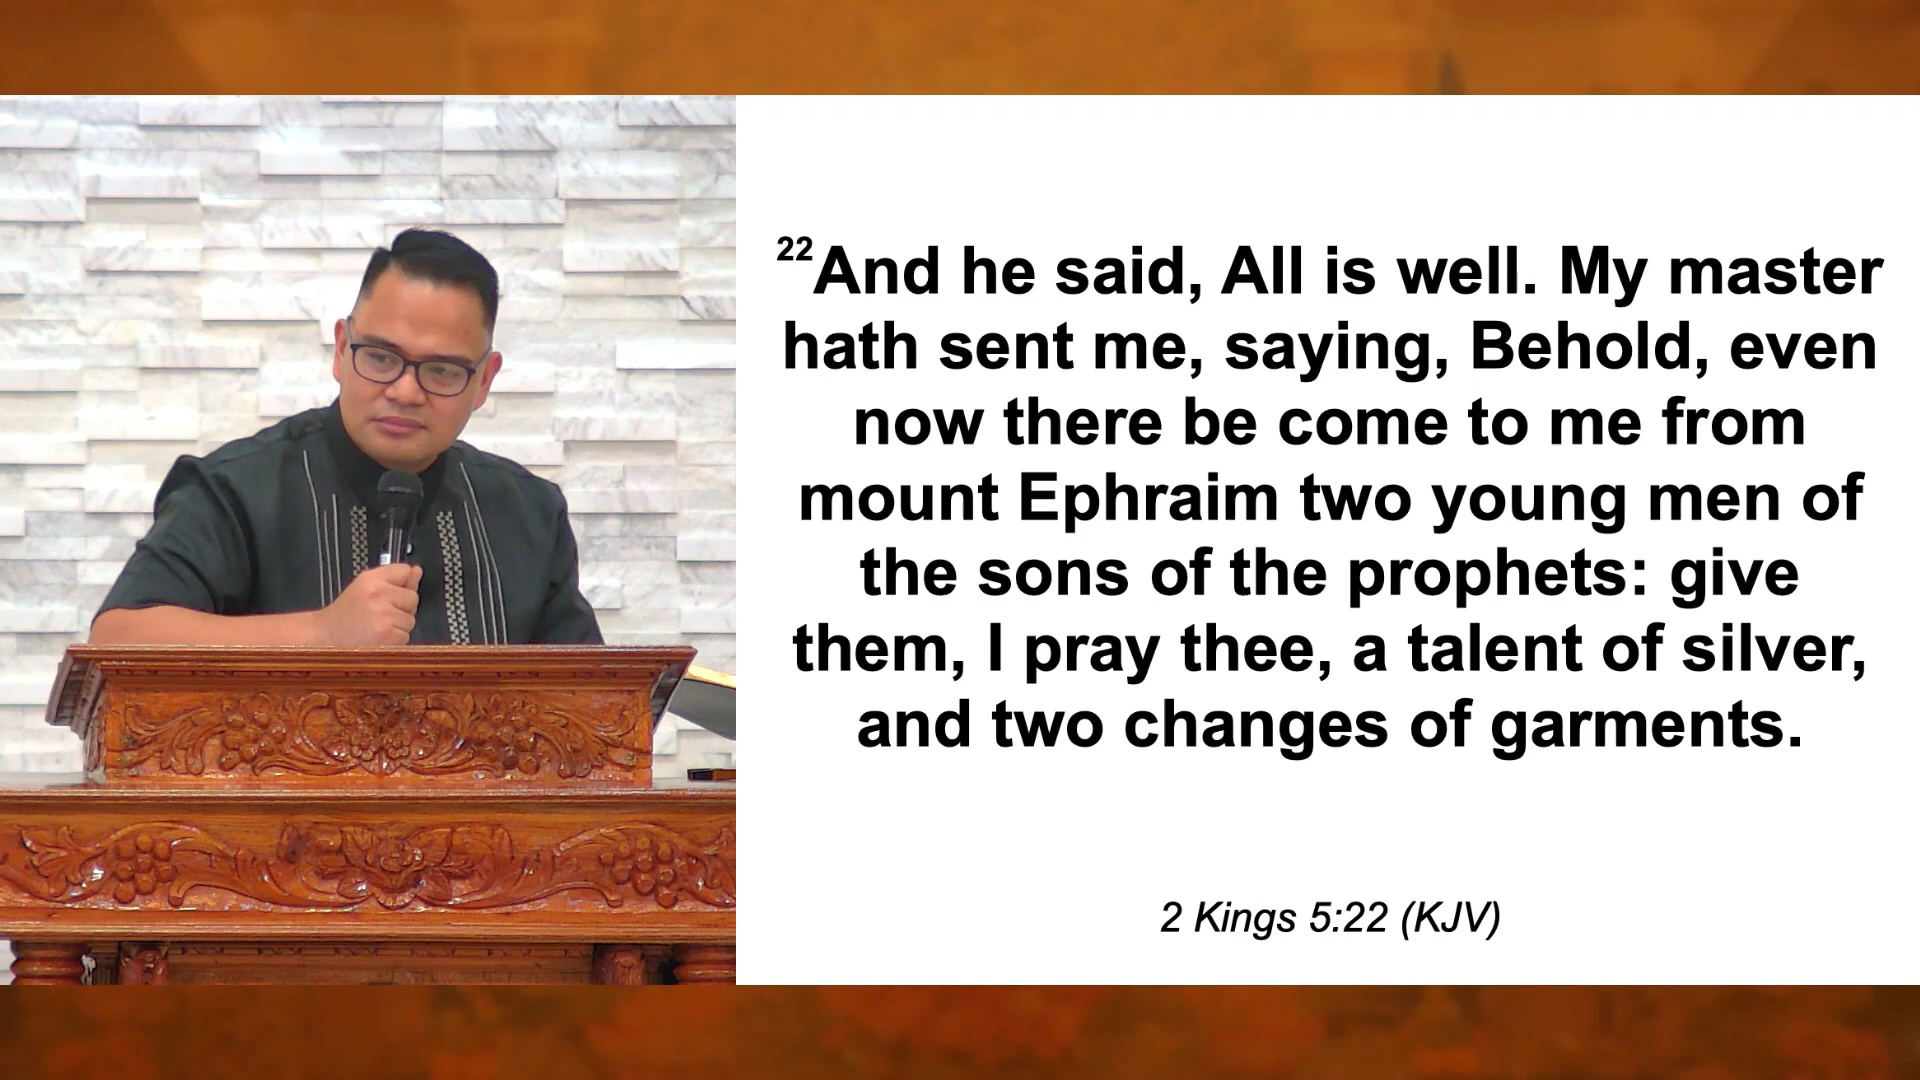 22And he said, All is well. My master
hath sent me, saying, Behold, even
now there be come to me from
mount Ephraim two young men of
the sons of the prophets: give
them, I pray thee, a talent of silver,
and two changes of garments.
2 Kings 5:22 (KJV)